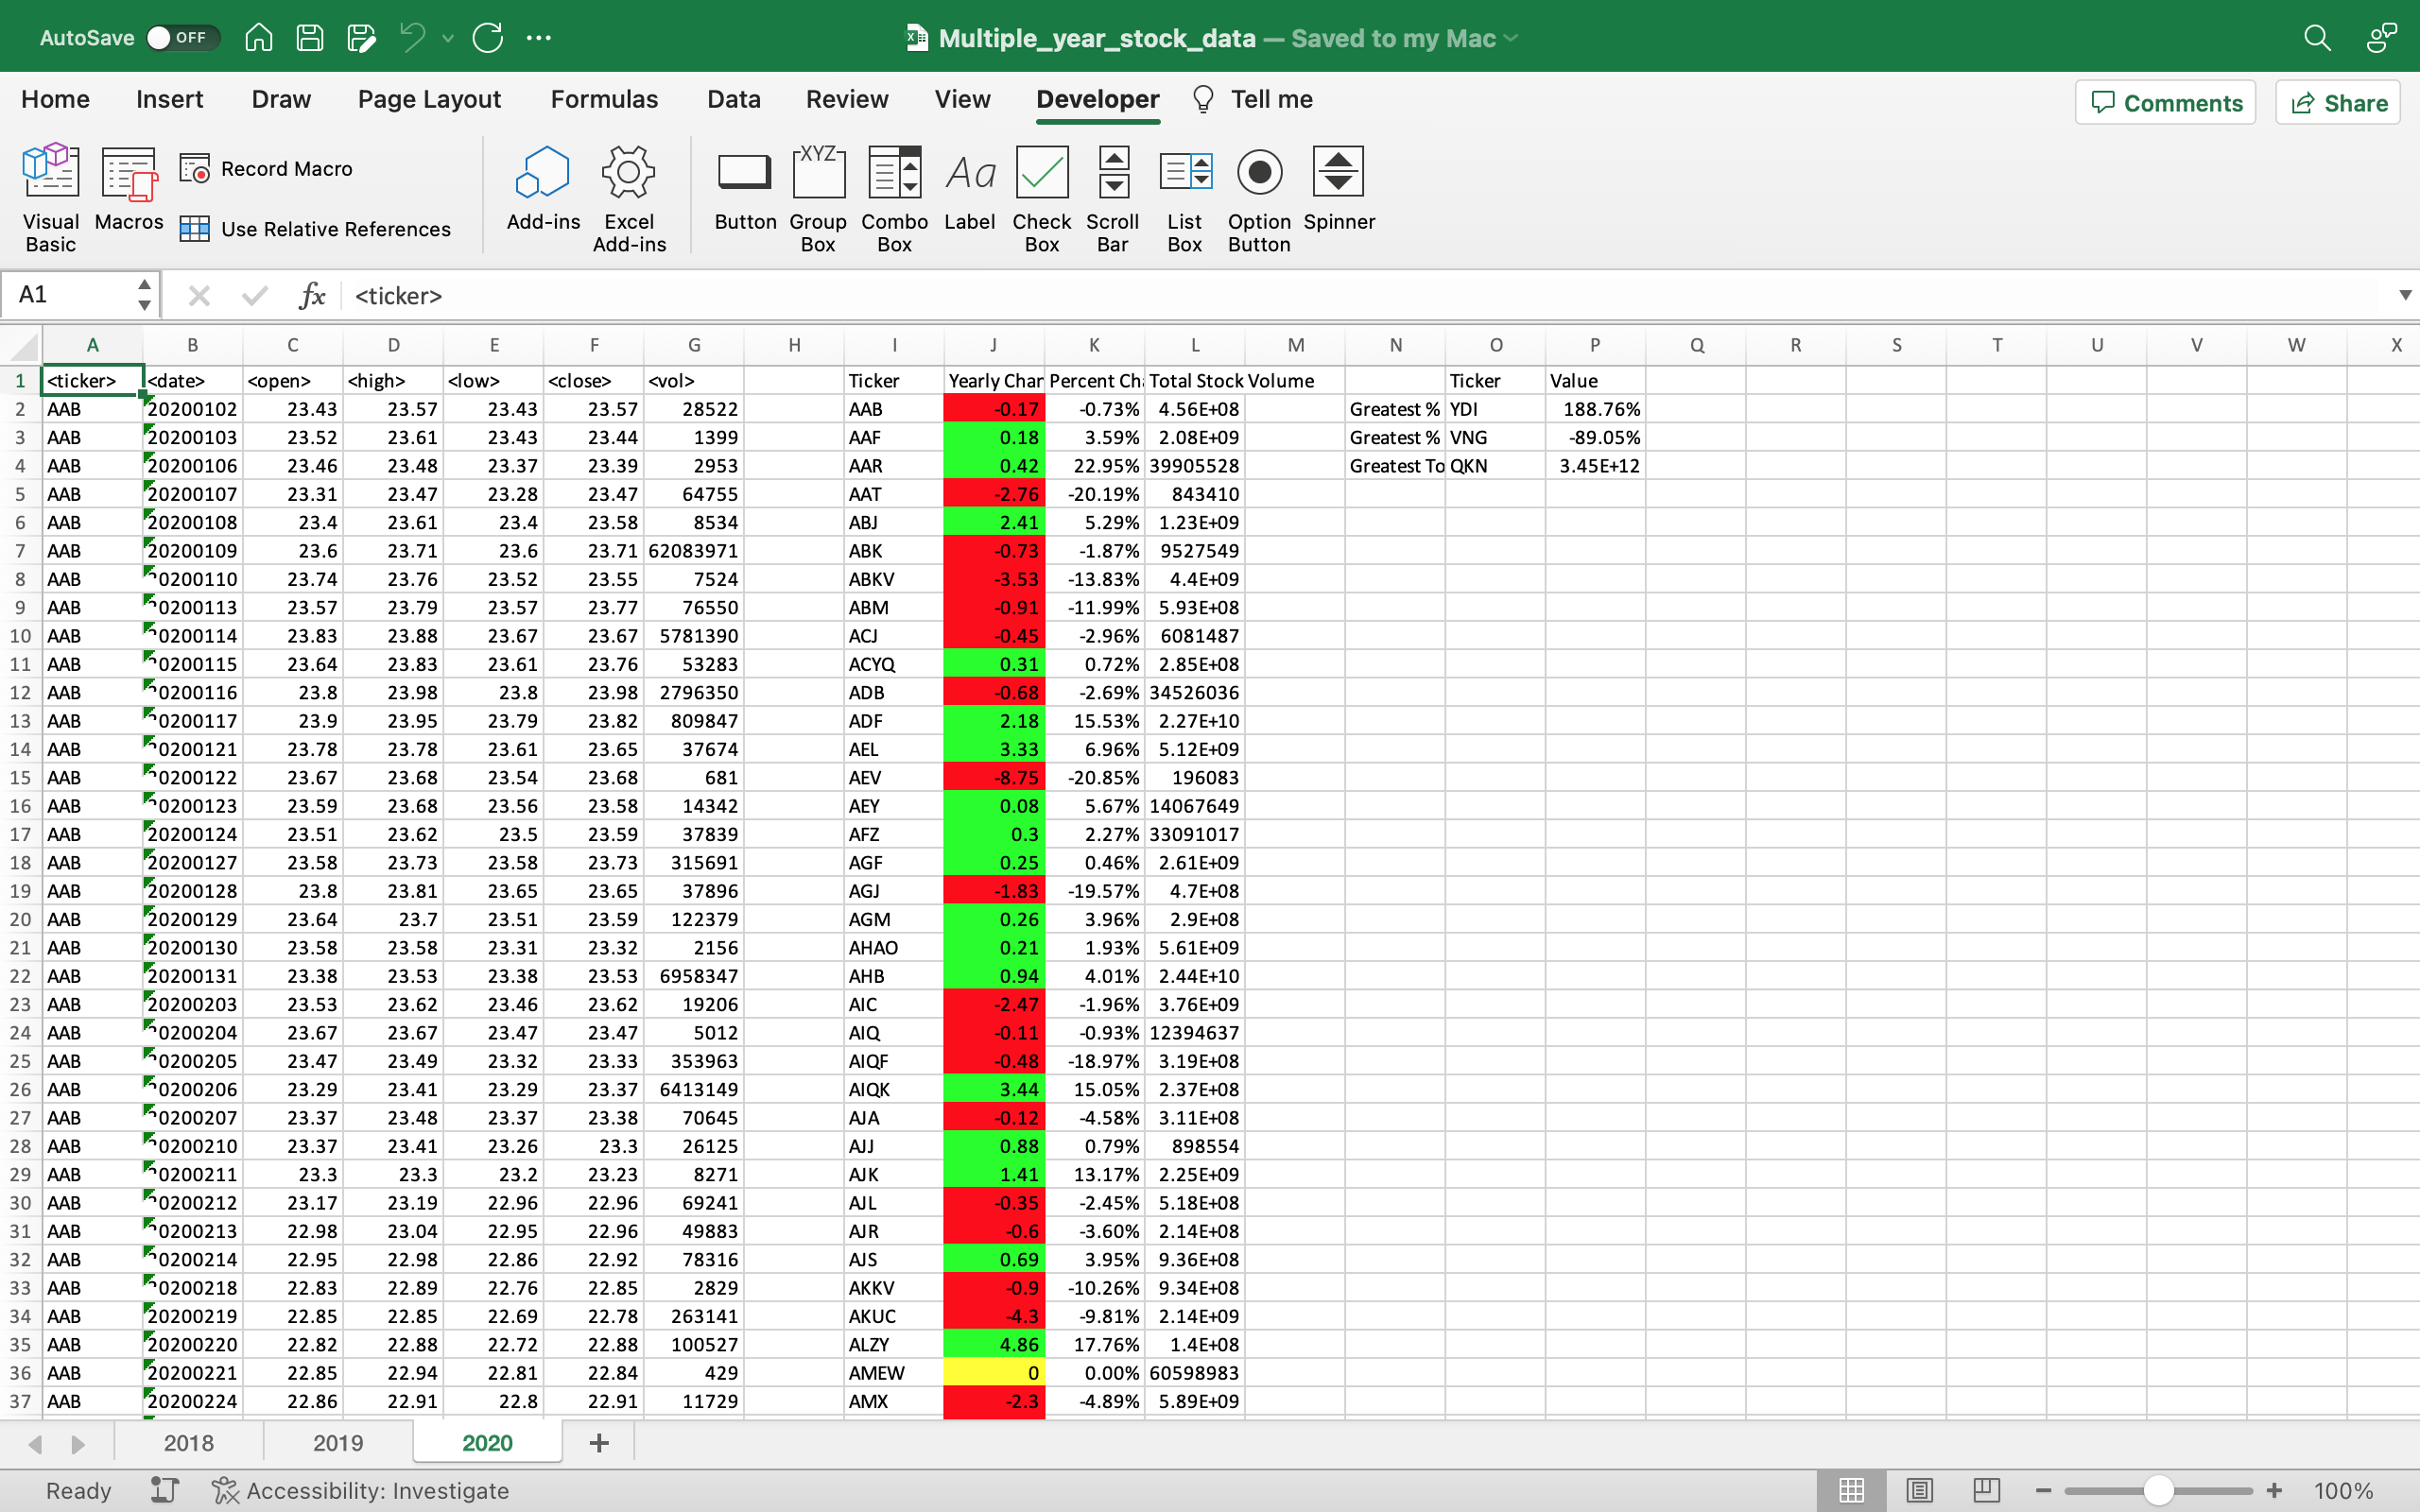 AutoSave OFF Multiple_year_stock_data — Saved to my Mac
Home Insert Draw Page Layout Formulas Data Review View Developer Tell me Comments Share
Visual Basic Macros Record Macro Use Relative References Add-ins Excel Add-ins Button Group Box Combo Box Label Check Box Scroll Bar List Box Option Button Spinner
XYZ Aa
A1 fx <ticker>
A B C D E F G H I J K L M N O P Q R S T U V W X
1 <ticker> <date> <open> <high> <low> <close> <vol> Ticker Yearly Char Percent Ch Total Stock Volume Ticker Value
2 AAB 20200102 23.43 23.57 23.43 23.57 28522 AAB -0.17 -0.73% 4.56E+08 Greatest % YDI 188.76%
3 AAB 20200103 23.52 23.61 23.43 23.44 1399 AAF 0.18 3.59% 2.08E+09 Greatest % VNG -89.05%
4 AAB 20200106 23.46 23.48 23.37 23.39 2953 AAR 0.42 22.95% 39905528 Greatest To QKN 3.45E+12
5 AAB 20200107 23.31 23.47 23.28 23.47 64755 AAT -2.76 -20.19% 843410
6 AAB 20200108 23.4 23.61 23.4 23.58 8534 ABJ 2.41 5.29% 1.23E+09
7 AAB 20200109 23.6 23.71 23.6 23.71 62083971 ABK -0.73 -1.87% 9527549
8 AAB 20200110 23.74 23.76 23.52 23.55 7524 ABKV -3.53 -13.83% 4.4E+09
9 AAB 20200113 23.57 23.79 23.57 23.77 76550 ABM -0.91 -11.99% 5.93E+08
10 AAB 20200114 23.83 23.88 23.67 23.67 5781390 ACJ -0.45 -2.96% 6081487
11 AAB 20200115 23.64 23.83 23.61 23.76 53283 ACYQ 0.31 0.72% 2.85E+08
12 AAB 20200116 23.8 23.98 23.8 23.98 2796350 ADB -0.68 -2.69% 34526036
13 AAB 20200117 23.9 23.95 23.79 23.82 809847 ADF 2.18 15.53% 2.27E+10
14 AAB 20200121 23.78 23.78 23.61 23.65 37674 AEL 3.33 6.96% 5.12E+09
15 AAB 20200122 23.67 23.68 23.54 23.68 681 AEV -8.75 -20.85% 196083
16 AAB 20200123 23.59 23.68 23.56 23.58 14342 AEY 0.08 5.67% 14067649
17 AAB 20200124 23.51 23.62 23.5 23.59 37839 AFZ 0.3 2.27% 33091017
18 AAB 20200127 23.58 23.73 23.58 23.73 315691 AGF 0.25 0.46% 2.61E+09
19 AAB 20200128 23.8 23.81 23.65 23.65 37896 AGJ -1.83 -19.57% 4.7E+08
20 AAB 20200129 23.64 23.7 23.51 23.59 122379 AGM 0.26 3.96% 2.9E+08
21 AAB 20200130 23.58 23.58 23.31 23.32 2156 AHAO 0.21 1.93% 5.61E+09
22 AAB 20200131 23.38 23.53 23.38 23.53 6958347 AHB 0.94 4.01% 2.44E+10
23 AAB 20200203 23.53 23.62 23.46 23.62 19206 AIC -2.47 -1.96% 3.76E+09
24 AAB 20200204 23.67 23.67 23.47 23.47 5012 AIQ -0.11 -0.93% 12394637
25 AAB 20200205 23.47 23.49 23.32 23.33 353963 AIQF -0.48 -18.97% 3.19E+08
26 AAB 20200206 23.29 23.41 23.29 23.37 6413149 AIQK 3.44 15.05% 2.37E+08
27 AAB 20200207 23.37 23.48 23.37 23.38 70645 AJA -0.12 -4.58% 3.11E+08
28 AAB 20200210 23.37 23.41 23.26 23.3 26125 AJJ 0.88 0.79% 898554
29 AAB 20200211 23.3 23.3 23.2 23.23 8271 AJK 1.41 13.17% 2.25E+09
30 AAB 20200212 23.17 23.19 22.96 22.96 69241 AJL -0.35 -2.45% 5.18E+08
31 AAB 20200213 22.98 23.04 22.95 22.96 49883 AJR -0.6 -3.60% 2.14E+08
32 AAB 20200214 22.95 22.98 22.86 22.92 78316 AJS 0.69 3.95% 9.36E+08
33 AAB 20200218 22.83 22.89 22.76 22.85 2829 AKKV -0.9 -10.26% 9.34E+08
34 AAB 20200219 22.85 22.85 22.69 22.78 263141 AKUC -4.3 -9.81% 2.14E+09
35 AAB 20200220 22.82 22.88 22.72 22.88 100527 ALZY 4.86 17.76% 1.4E+08
36 AAB 20200221 22.85 22.94 22.81 22.84 429 AMEW 0 0.00% 60598983
37 AAB 20200224 22.86 22.91 22.8 22.91 11729 AMX -2.3 -4.89% 5.89E+09
2018 2019 2020
Ready Accessibility: Investigate 100%